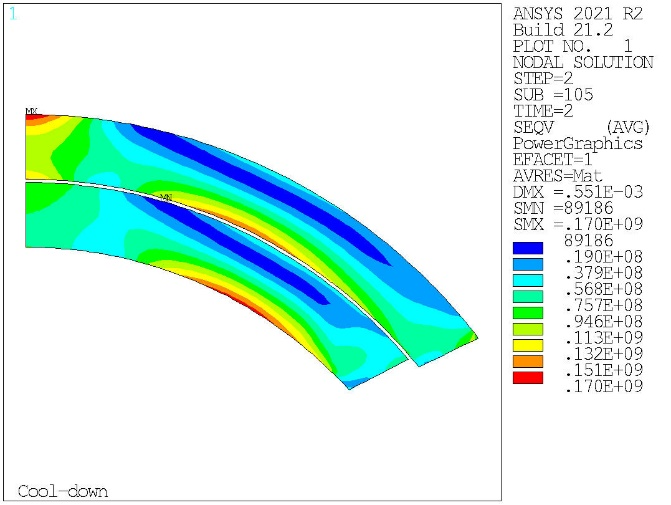 1
ANSYS 2021 R2
Build 21.2
PLOT NO.   1
NODAL SOLUTION
STEP=2
SUB =105
TIME=2
SEQV     (AVG)
PowerGraphics
EFACET=1
AVRES=Mat
DMX =.551E-03
SMN =89186
SMX =.170E+09
89186
.190E+08
.379E+08
.568E+08
.757E+08
.946E+08
.113E+09
.132E+09
.151E+09
.170E+09
MX
MN
Cool-down